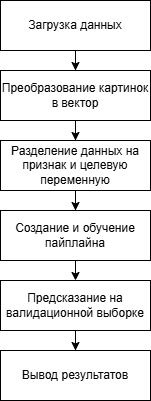 Загрузка данных
Преобразование картинок
в вектор
Разделение данных на
признак и целевую
переменную
Создание и обучение
пайплайна
Предсказание на
валидационной выборке
Вывод результатов